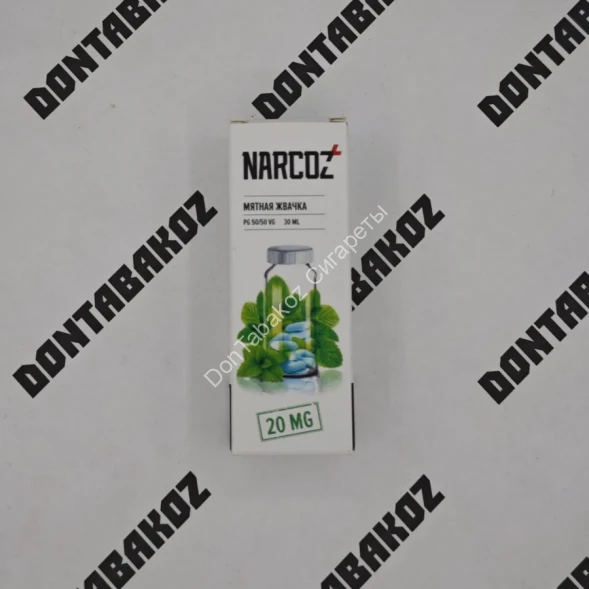 DONTABAKOZ
DONTABAKOZ
DONTABAKOZ
NARCOZ+
МЯТНАЯ ЖВАЧКА
PG 50/50 VG 30 ML
DONTABAKOZ
DONTABAKOZ
DONTABAKOZ
DonTabakoz Сигареты
20 MG
DONTABAKOZ
DONTABAKOZ
DONTABAKOZ